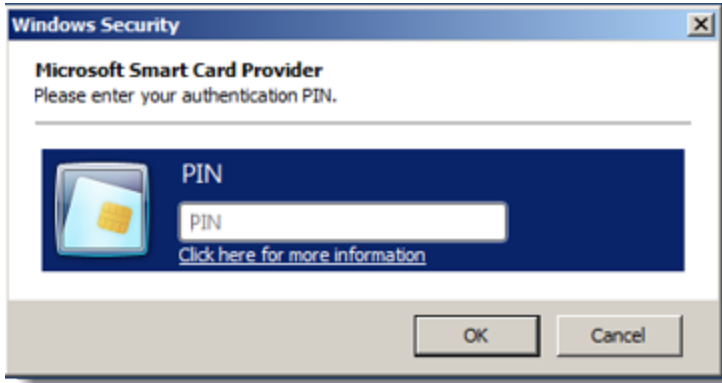 Windows Security
Microsoft Smart Card Provider
Please enter your authentication PIN.
PIN
PIN
Click here for more information
OK
Cancel